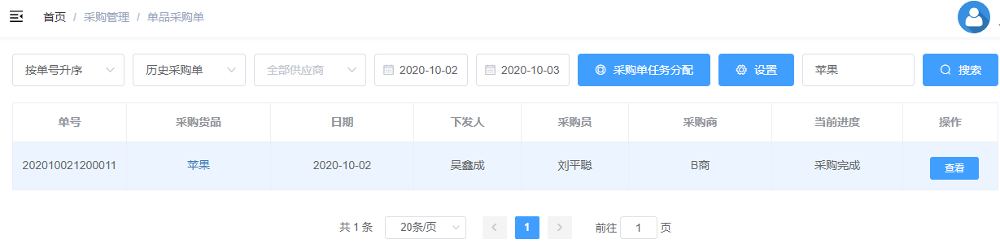 首页 / 采购管理 / 单品采购单
按单号升序 历史采购单 全部供应商 2020-10-02 2020-10-03 采购单任务分配 设置 苹果 搜索
单号 采购货品 日期 下发人 采购员 采购商 当前进度 操作
202010021200011 苹果 2020-10-02 吴鑫成 刘平聪 B商 采购完成 查看
共 1 条 20条/页 1 前往 1 页